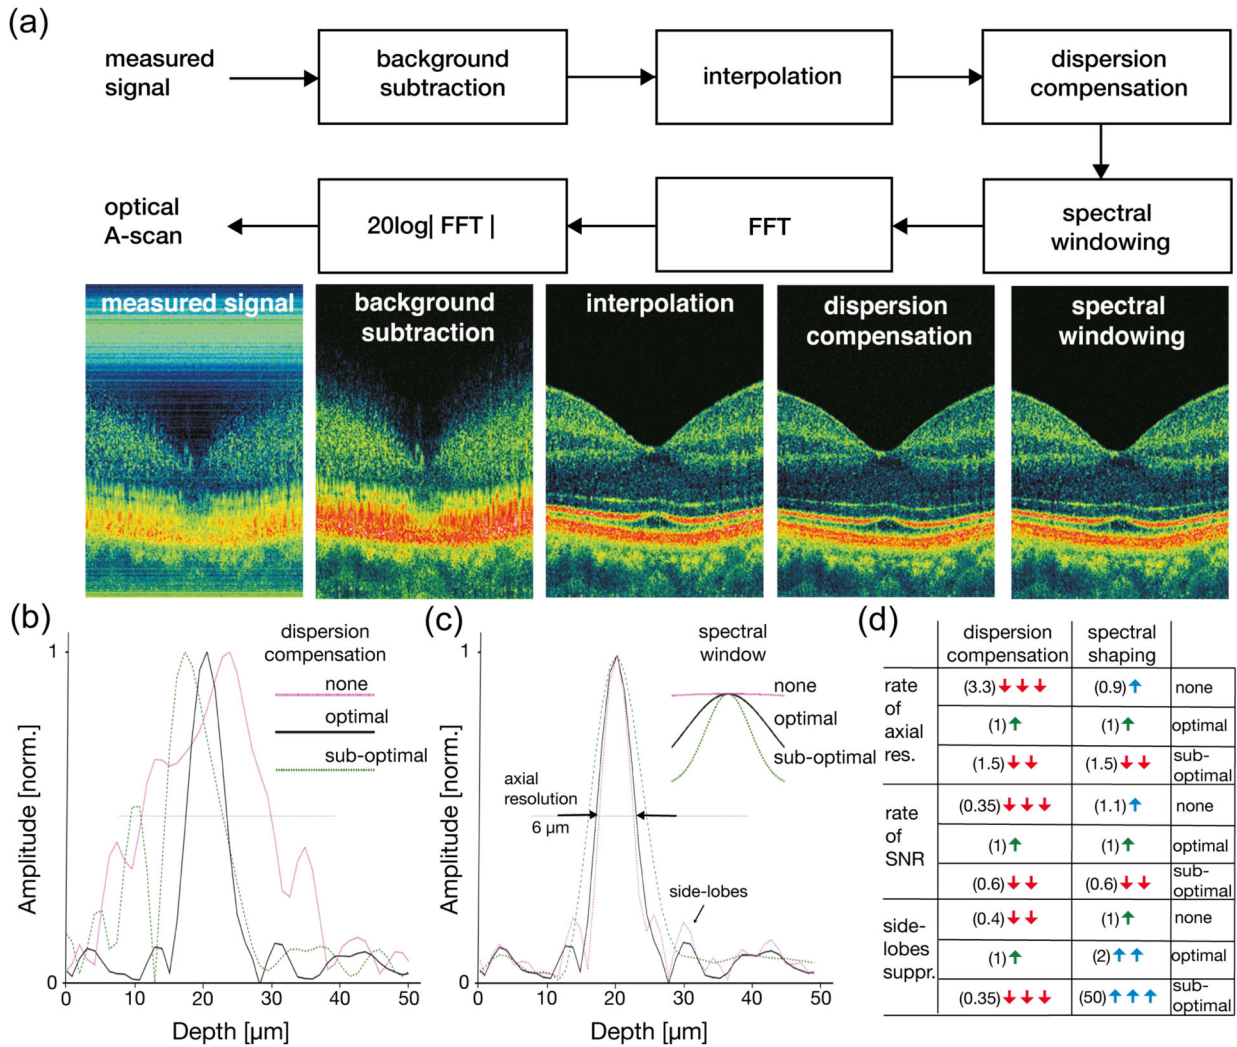 (a)
measured
signal
background
subtraction
interpolation
dispersion
compensation
optical
A-scan
20log| FFT |
FFT
spectral
windowing
measured signal
background
subtraction
interpolation
dispersion
compensation
spectral
windowing
(b)
dispersion
compensation
none
optimal
sub-optimal
Amplitude [norm.]
1
0
0 10 20 30 40 50
Depth [µm]
(c)
spectral
window
none
optimal
sub-optimal
axial
resolution
6 µm
side-lobes
Amplitude [norm.]
1
0
0 10 20 30 40 50
Depth [µm]
(d)
dispersion
compensation
spectral
shaping
rate
of
axial
res.
(3.3) ↓↓↓ (0.9) ↑ none
(1) ↑ (1) ↑ optimal
(1.5) ↓↓ (1.5) ↓↓ sub-
optimal
rate
of
SNR
(0.35) ↓↓↓ (1.1) ↑ none
(1) ↑ (1) ↑ optimal
(0.6) ↓↓ (0.6) ↓↓ sub-
optimal
side-
lobes
suppr.
(0.4) ↓↓ (1) ↑ none
(1) ↑ (2) ↑↑ optimal
(0.35) ↓↓↓ (50) ↑↑↑ sub-
optimal